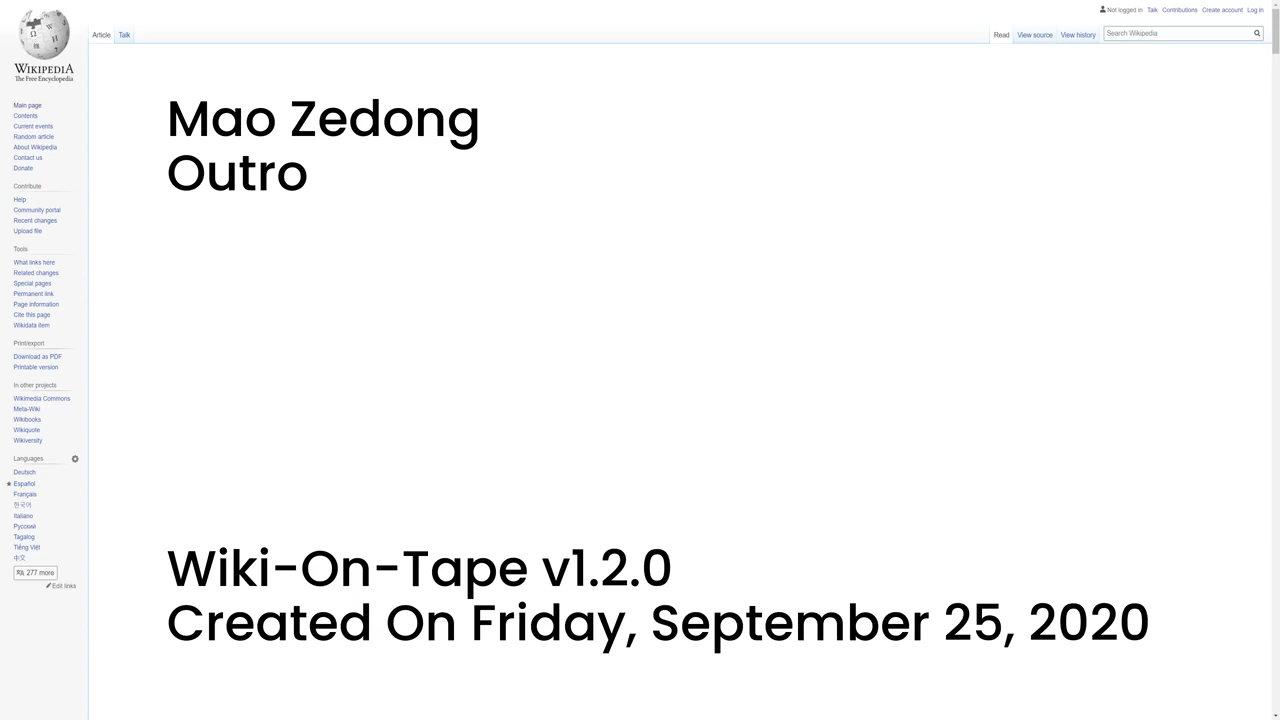 Not logged in Talk Contributions Create account Log in
Article Talk Read View source View history Search Wikipedia
WIKIPEDIA
The Free Encyclopedia
Main page
Contents
Current events
Random article
About Wikipedia
Contact us
Donate
Contribute
Help
Community portal
Recent changes
Upload file
Tools
What links here
Related changes
Special pages
Permanent link
Page information
Cite this page
Wikidata item
Print/export
Download as PDF
Printable version
In other projects
Wikimedia Commons
Meta-Wiki
Wikibooks
Wikiquote
Wikiversity
Languages
Deutsch
Español
Français
한국어
Italiano
Русский
Tagalog
Tiếng Việt
中文
277 more
Edit links
Mao Zedong
Outro
Wiki-On-Tape v1.2.0
Created On Friday, September 25, 2020